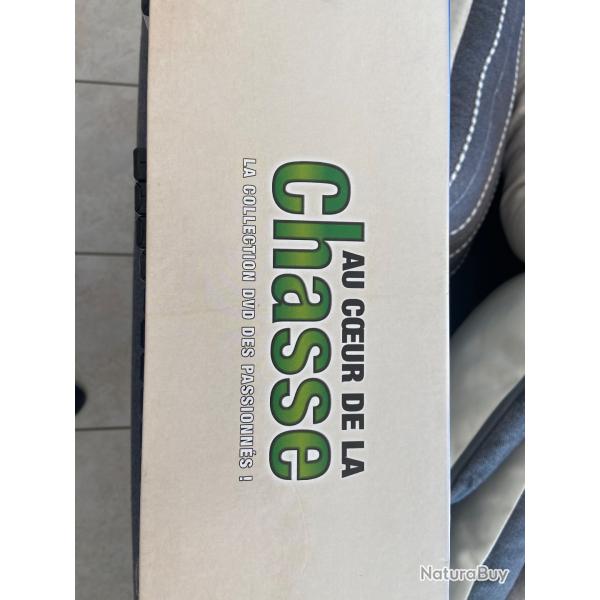 AU CŒUR DE LA
chasse
LA COLLECTION DVD DES PASSIONNÉS !
NaturaBuy